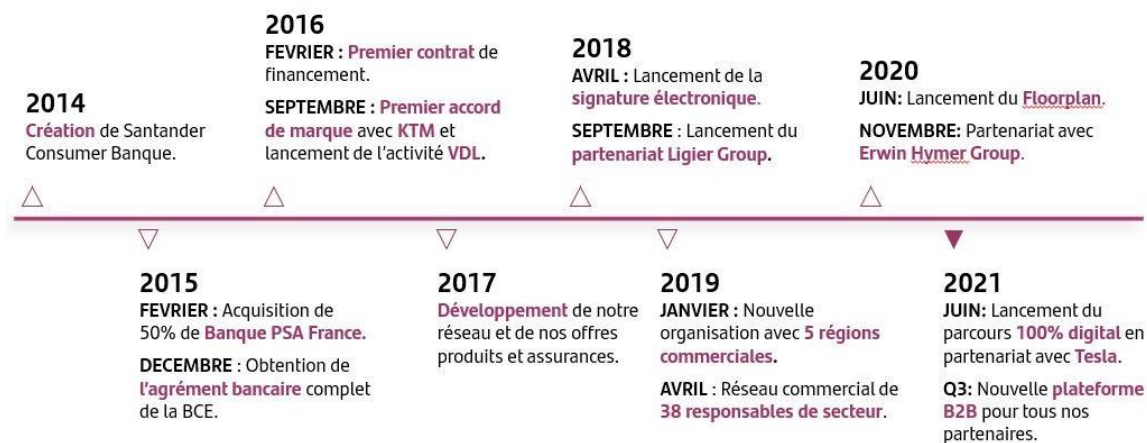 2014
Création de Santander
Consumer Banque.
2016
FEVRIER : Premier contrat de
financement.
SEPTEMBRE : Premier accord
de marque avec KTM et
lancement de l'activité VDL.
2018
AVRIL : Lancement de la
signature électronique.
SEPTEMBRE : Lancement du
partenariat Ligier Group.
2020
JUIN: Lancement du Floorplan.
NOVEMBRE: Partenariat avec
Erwin Hymer Group.
2015
FEVRIER : Acquisition de
50% de Banque PSA France.
DECEMBRE : Obtention de
l'agrément bancaire complet
de la BCE.
2017
Développement de notre
réseau et de nos offres
produits et assurances.
2019
JANVIER : Nouvelle
organisation avec 5 régions
commerciales.
AVRIL : Réseau commercial de
38 responsables de secteur.
2021
JUIN: Lancement du
parcours 100% digital en
partenariat avec Tesla.
Q3: Nouvelle plateforme
B2B pour tous nos
partenaires.